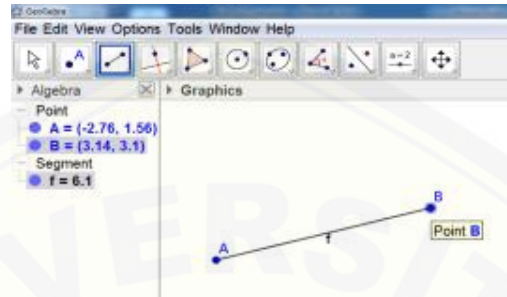 GeoGebra
File Edit View Options Tools Window Help
A
a=2
Algebra
Graphics
Point
A = (-2.76, 1.56)
B = (3.14, 3.1)
Segment
f = 6.1
B
Point B
f
A
VERSIT